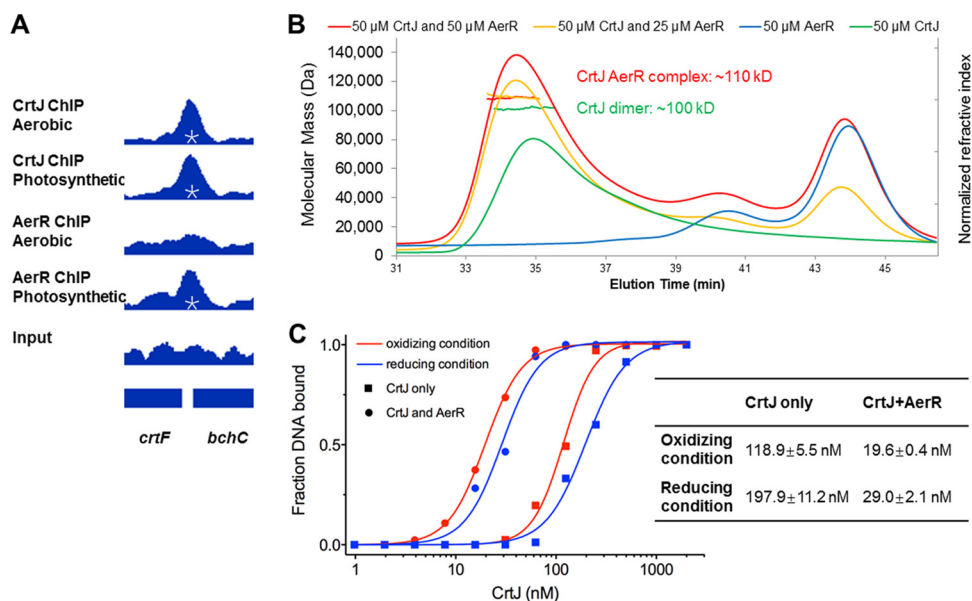 A
CrtJ ChIP
Aerobic
CrtJ ChIP
Photosynthetic
AerR ChIP
Aerobic
AerR ChIP
Photosynthetic
Input
crtF bchC
B
50 µM CrtJ and 50 µM AerR 50 µM CrtJ and 25 µM AerR 50 µM AerR 50 µM CrtJ
Molecular Mass (Da)
140,000
120,000
100,000
80,000
60,000
40,000
20,000
0
CrtJ AerR complex: ~110 kD
CrtJ dimer: ~100 kD
Normalized refractive index
31 33 35 37 39 41 43 45
Elution Time (min)
C
oxidizing condition
reducing condition
CrtJ only
CrtJ and AerR
Fraction DNA bound
1.0
0.5
0.0
1 10 100 1000
CrtJ (nM)
CrtJ only CrtJ+AerR
Oxidizing
condition 118.9±5.5 nM 19.6±0.4 nM
Reducing
condition 197.9±11.2 nM 29.0±2.1 nM